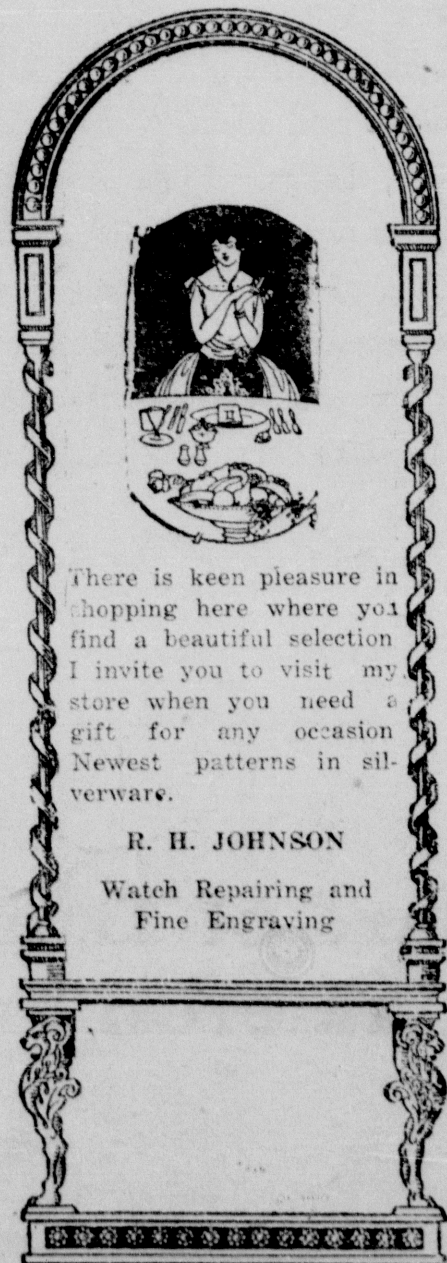 There is keen pleasure in
shopping here where you
find a beautiful selection
I invite you to visit my
store when you need a
gift for any occasion
Newest patterns in sil-
verware.
R. H. JOHNSON
Watch Repairing and
Fine Engraving